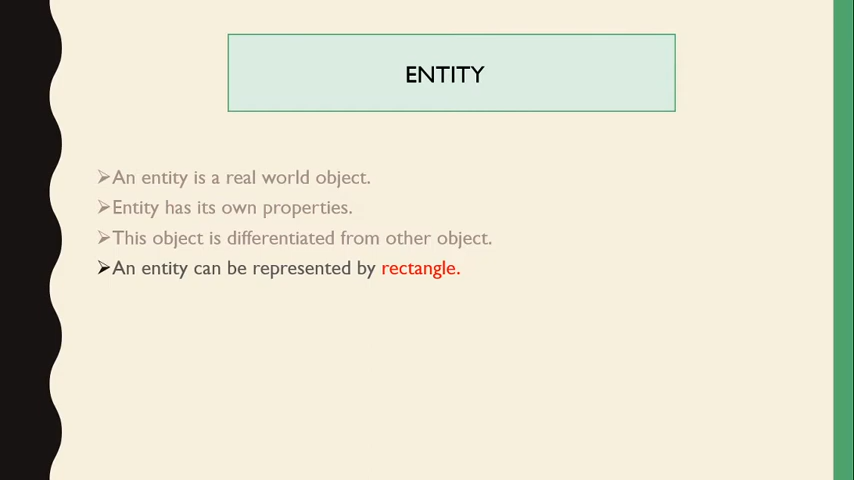 ENTITY
➢An entity is a real world object.
➢Entity has its own properties.
➢This object is differentiated from other object.
➢An entity can be represented by rectangle.